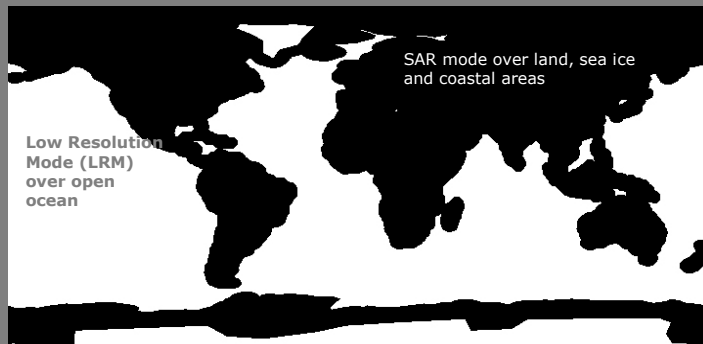 SAR mode over land, sea ice
and coastal areas
Low Resolution
Mode (LRM)
over open
ocean